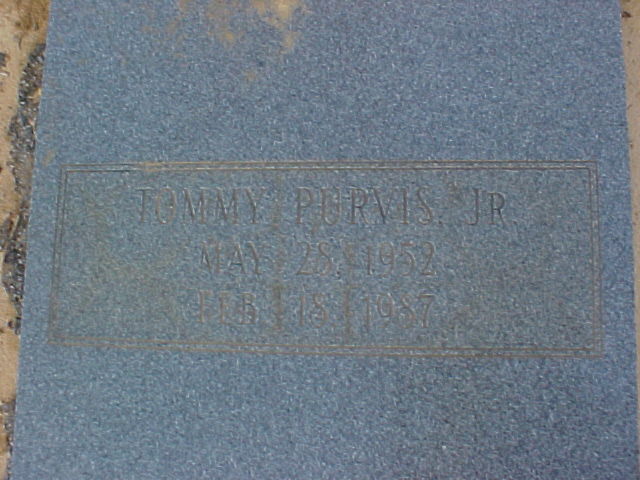 TOMMY PURVIS, JR.
MAY 28, 1952
FEB 18, 1987